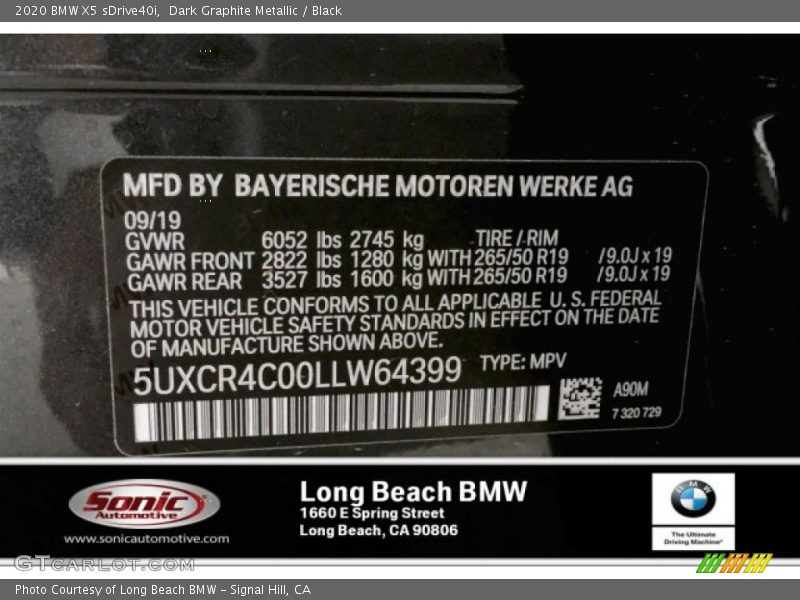 2020 BMW X5 sDrive40i,  Dark Graphite Metallic / Black
MFD BY BAYERISCHE MOTOREN WERKE AG
09/19
GVWR 6052 lbs 2745 kg TIRE / RIM
GAWR FRONT 2822 lbs 1280 kg WITH 265/50 R19 /9.0J x 19
GAWR REAR 3527 lbs 1600 kg WITH 265/50 R19 /9.0J x 19
THIS VEHICLE CONFORMS TO ALL APPLICABLE U. S. FEDERAL
MOTOR VEHICLE SAFETY STANDARDS IN EFFECT ON THE DATE
OF MANUFACTURE SHOWN ABOVE.
5UXCR4C00LLW64399 TYPE: MPV
A90M
7 320 729
Sonic
Automotive
www.sonicautomotive.com
Long Beach BMW
1660 E Spring Street
Long Beach, CA 90806
BMW
The Ultimate
Driving Machine®
GTcarlot.com
Photo Courtesy of Long Beach BMW - Signal Hill, CA